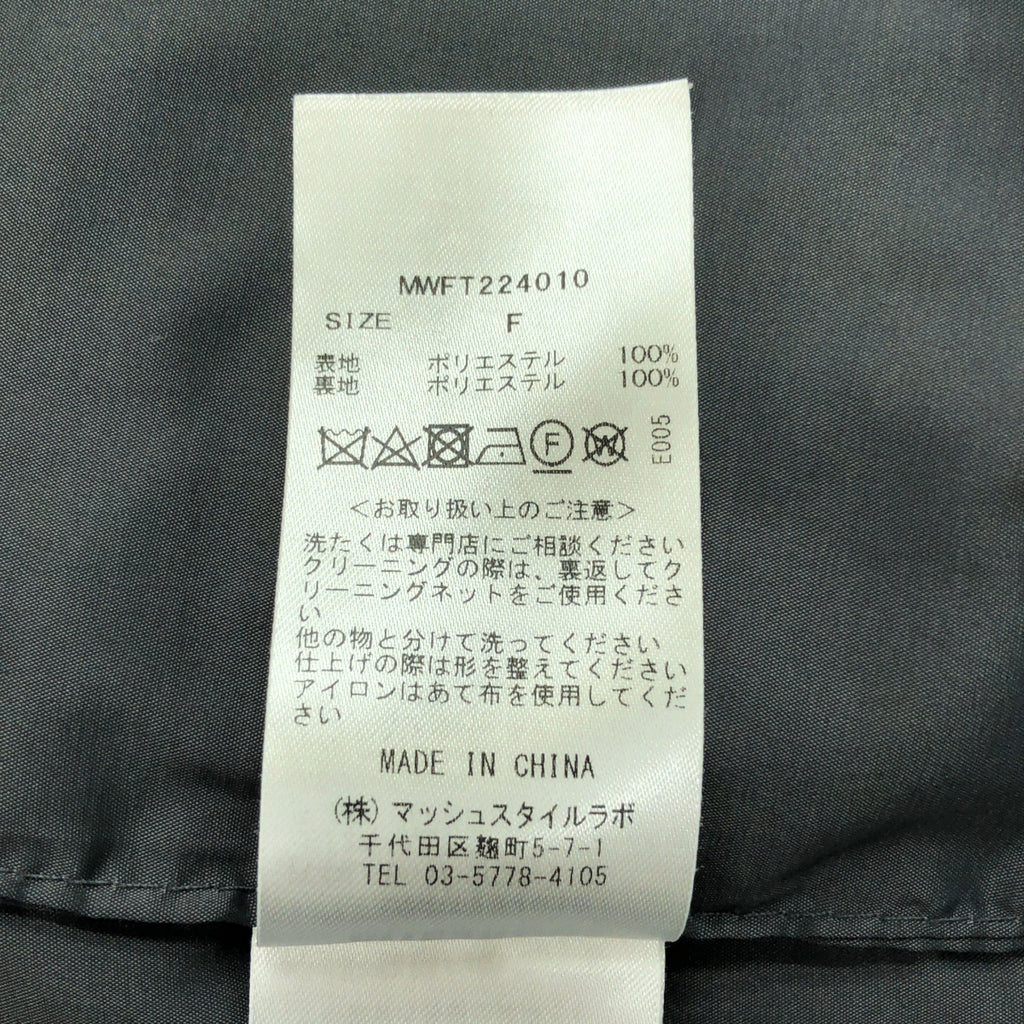 MWFT224010
SIZE F
表地 ポリエステル 100%
裏地 ポリエステル 100%
F W E005
<お取り扱い上のご注意>
洗たくは専門店にご相談ください
クリーニングの際は、裏返してク
リーニングネットをご使用くださ
い
他の物と分けて洗ってください
仕上げの際は形を整えてください
アイロンはあて布を使用してくだ
さい
MADE IN CHINA
(株)マッシュスタイルラボ
千代田区麹町5-7-1
TEL 03-5778-4105